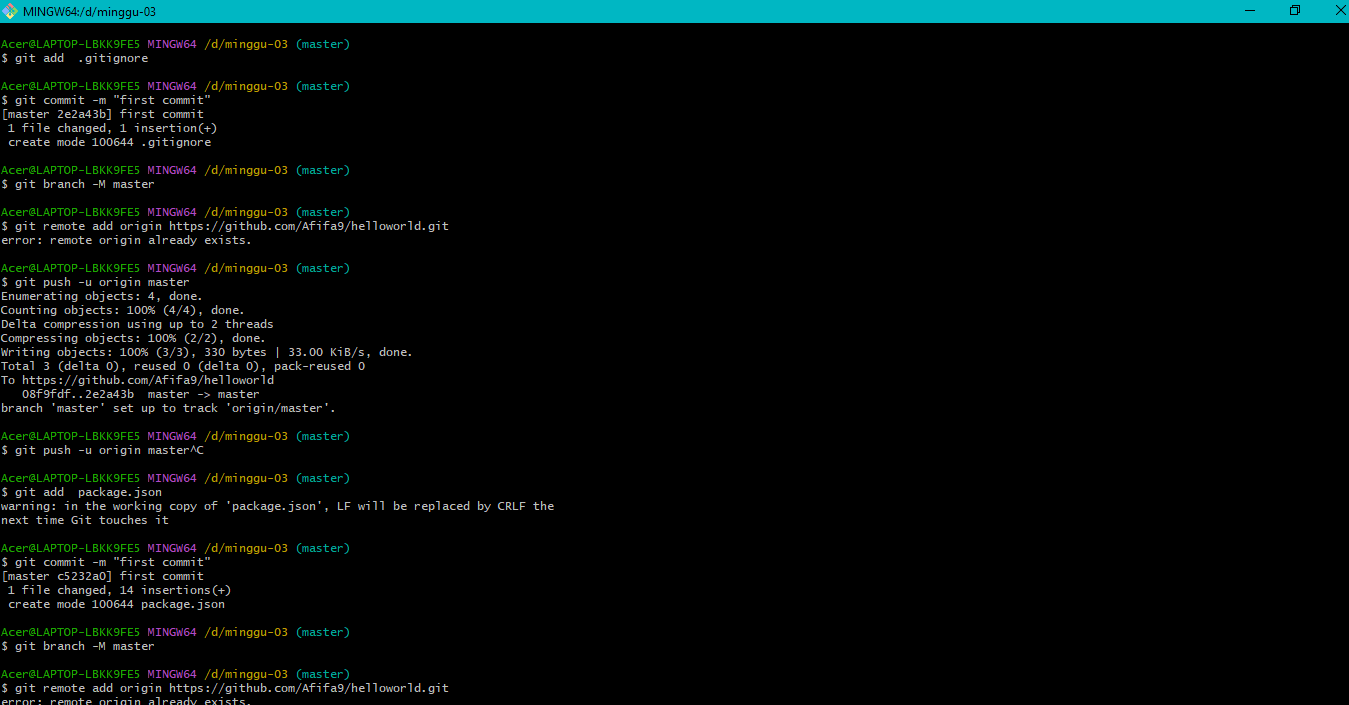 MINGW64:/d/minggu-03
Acer@LAPTOP-LBKK9FE5 MINGW64 /d/minggu-03 (master)
$ git add  .gitignore
Acer@LAPTOP-LBKK9FE5 MINGW64 /d/minggu-03 (master)
$ git commit -m "first commit"
[master 2e2a43b] first commit
 1 file changed, 1 insertion(+)
 create mode 100644 .gitignore
Acer@LAPTOP-LBKK9FE5 MINGW64 /d/minggu-03 (master)
$ git branch -M master
Acer@LAPTOP-LBKK9FE5 MINGW64 /d/minggu-03 (master)
$ git remote add origin https://github.com/Afifa9/helloworld.git
error: remote origin already exists.
Acer@LAPTOP-LBKK9FE5 MINGW64 /d/minggu-03 (master)
$ git push -u origin master
Enumerating objects: 4, done.
Counting objects: 100% (4/4), done.
Delta compression using up to 2 threads
Compressing objects: 100% (2/2), done.
Writing objects: 100% (3/3), 330 bytes | 33.00 KiB/s, done.
Total 3 (delta 0), reused 0 (delta 0), pack-reused 0
To https://github.com/Afifa9/helloworld
   08f9fdf..2e2a43b  master -> master
branch 'master' set up to track 'origin/master'.
Acer@LAPTOP-LBKK9FE5 MINGW64 /d/minggu-03 (master)
$ git push -u origin master^C
Acer@LAPTOP-LBKK9FE5 MINGW64 /d/minggu-03 (master)
$ git add  package.json
warning: in the working copy of 'package.json', LF will be replaced by CRLF the
next time Git touches it
Acer@LAPTOP-LBKK9FE5 MINGW64 /d/minggu-03 (master)
$ git commit -m "first commit"
[master c5232a0] first commit
 1 file changed, 14 insertions(+)
 create mode 100644 package.json
Acer@LAPTOP-LBKK9FE5 MINGW64 /d/minggu-03 (master)
$ git branch -M master
Acer@LAPTOP-LBKK9FE5 MINGW64 /d/minggu-03 (master)
$ git remote add origin https://github.com/Afifa9/helloworld.git
error: remote origin already exists.